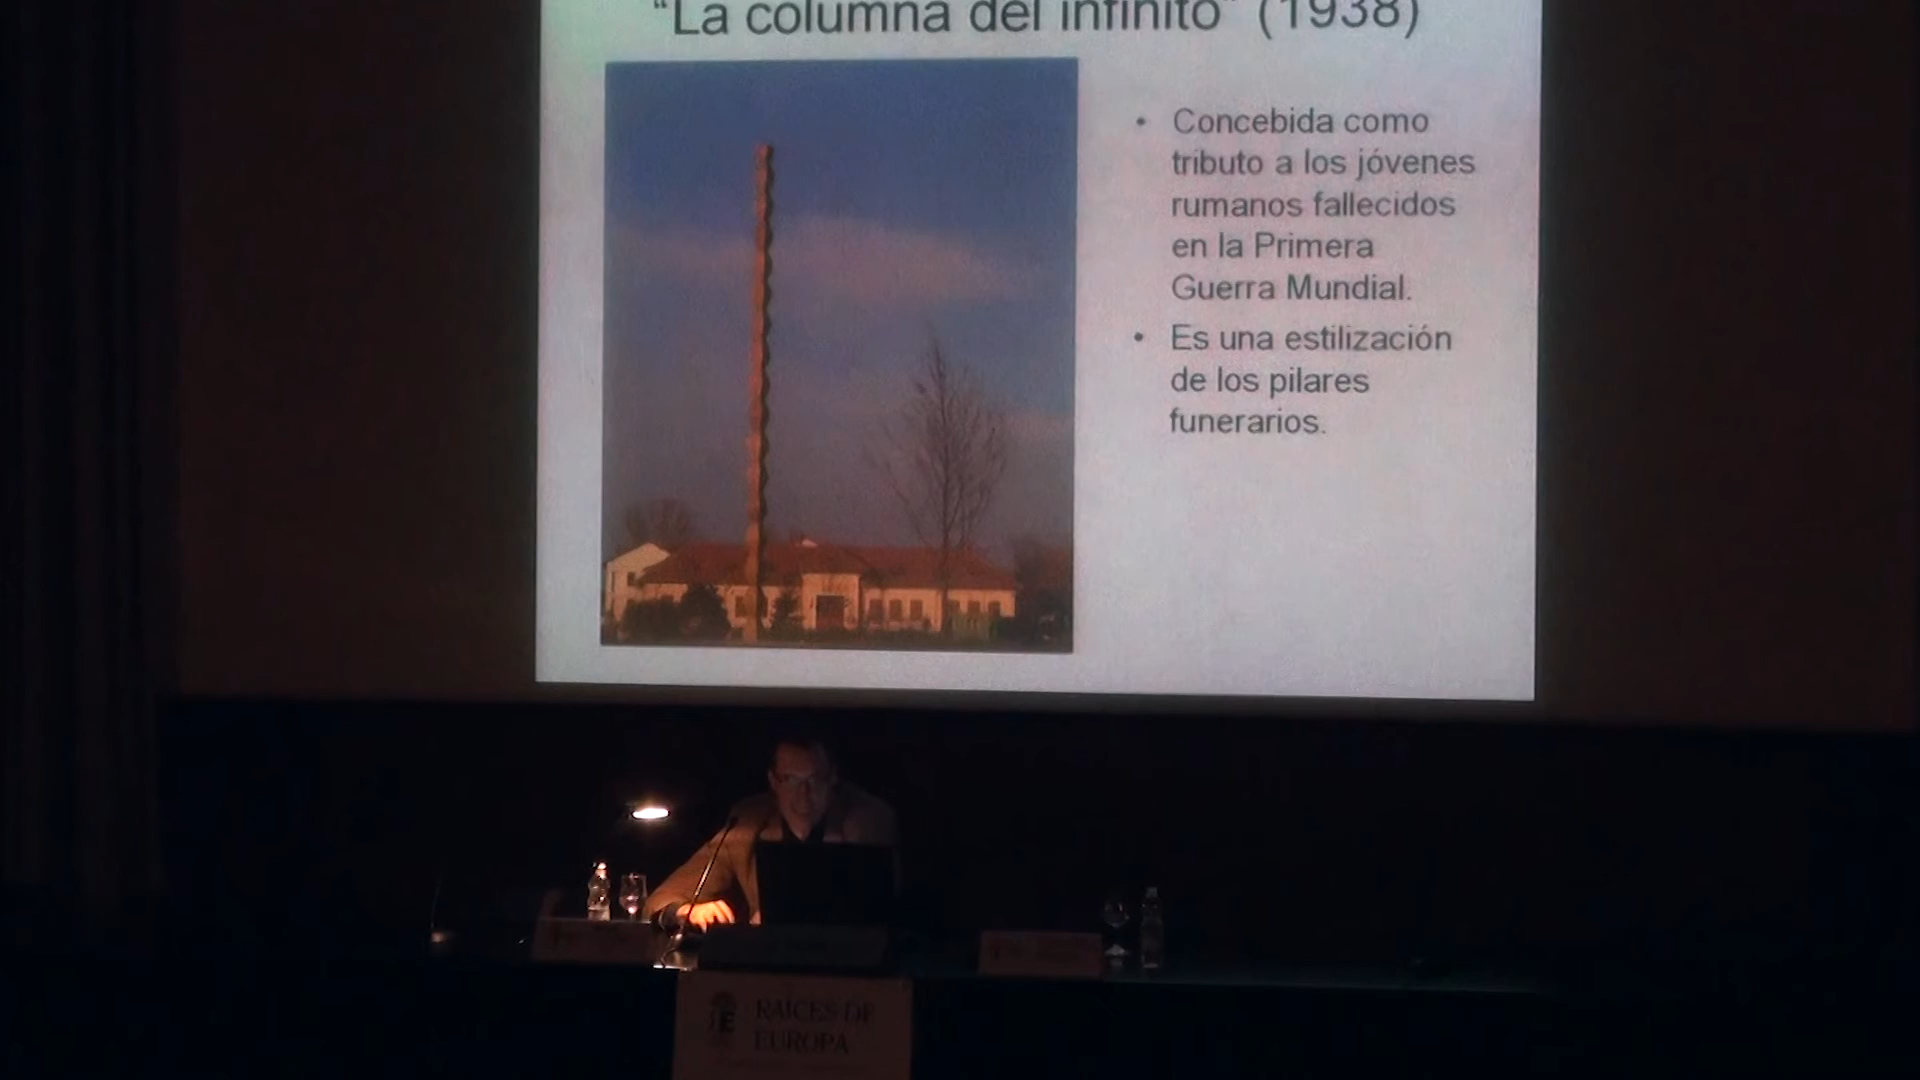 "La columna del infinito" (1938)
• Concebida como
tributo a los jóvenes
rumanos fallecidos
en la Primera
Guerra Mundial.
• Es una estilización
de los pilares
funerarios.
RAICES DE
EUROPA